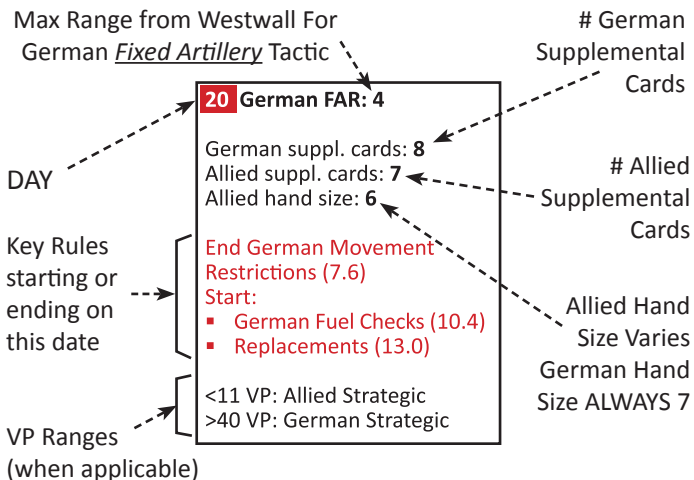 Max Range from Westwall For
German Fixed Artillery Tactic
# German
Supplemental
Cards
20 German FAR: 4
German suppl. cards: 8
Allied suppl. cards: 7
Allied hand size: 6
DAY
# Allied
Supplemental
Cards
Key Rules
starting or
ending on
this date
End German Movement
Restrictions (7.6)
Start:
▪ German Fuel Checks (10.4)
▪ Replacements (13.0)
Allied Hand
Size Varies
German Hand
Size ALWAYS 7
<11 VP: Allied Strategic
>40 VP: German Strategic
VP Ranges
(when applicable)